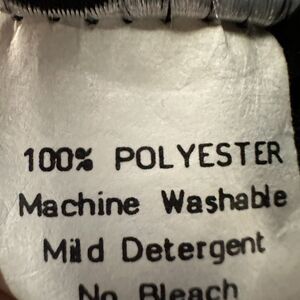 100% POLYESTER
Machine Washable
Mild Detergent
No Bleach